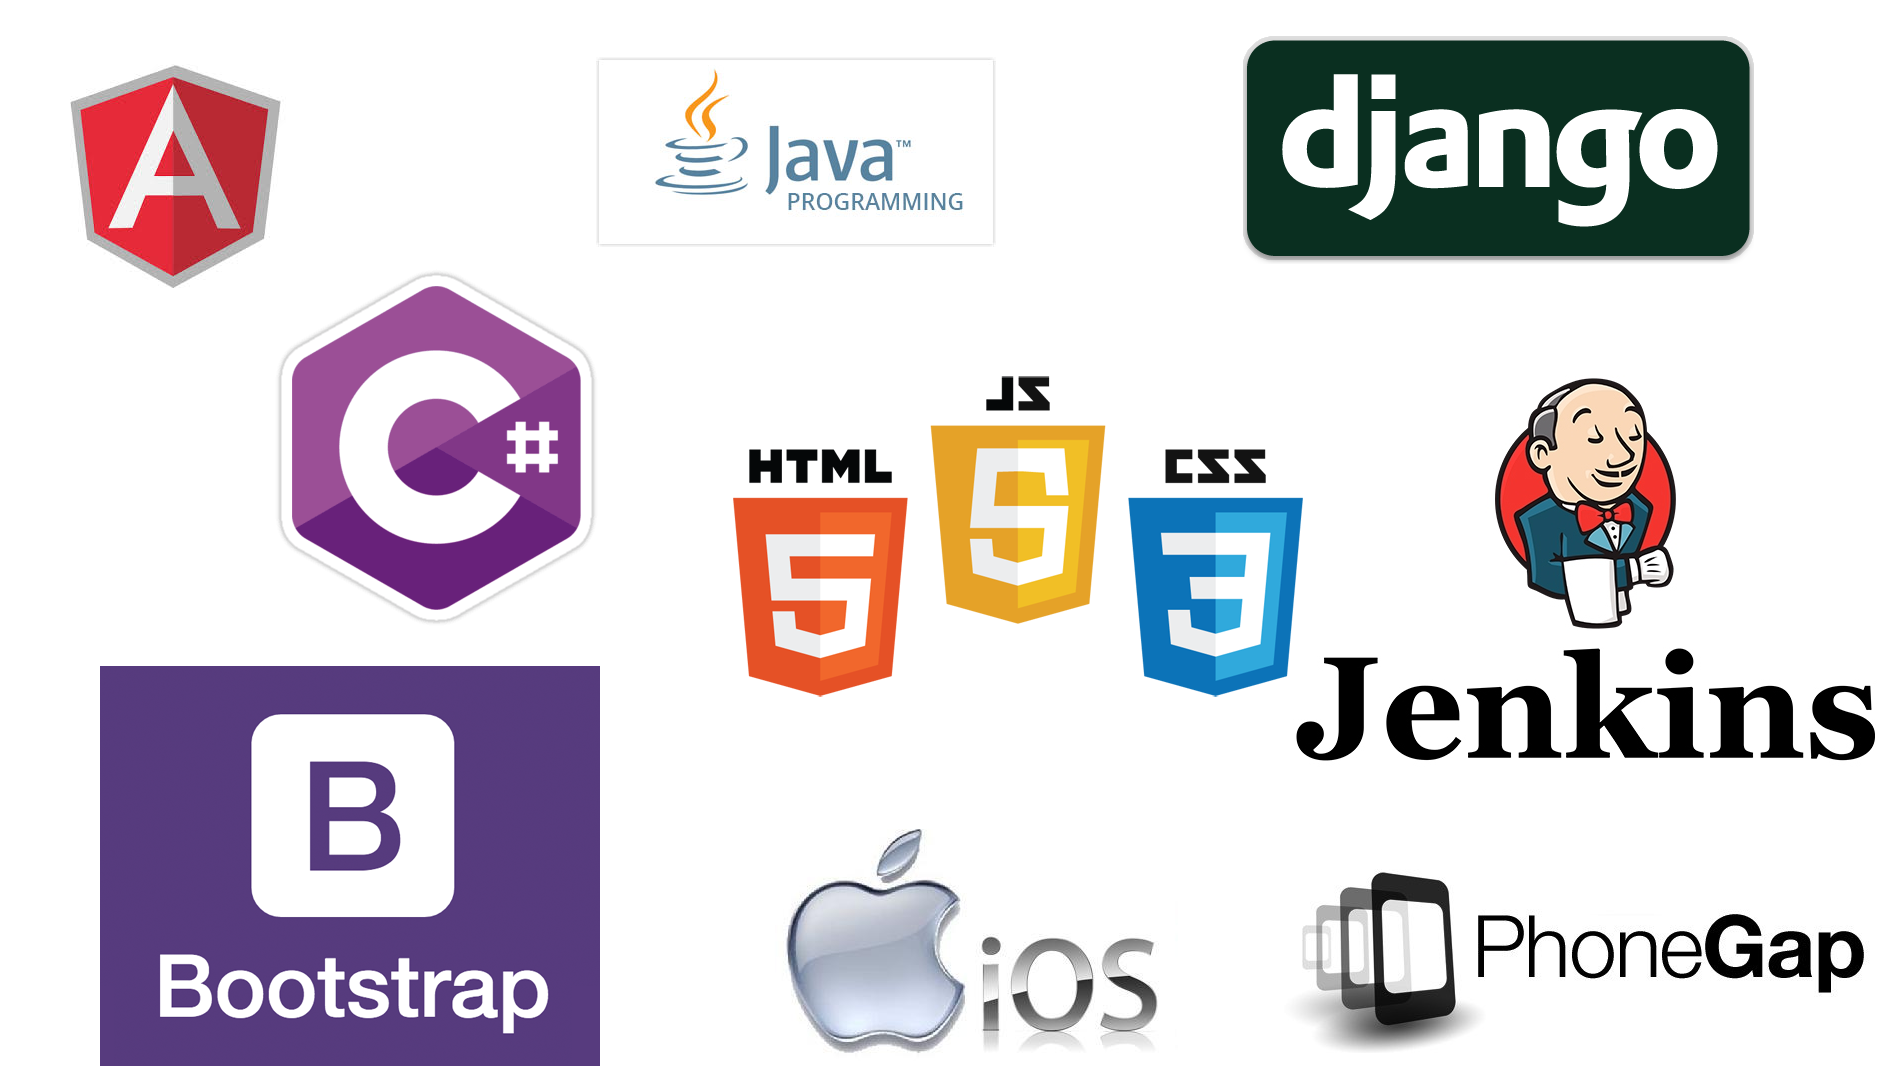 A
Java™
PROGRAMMING
django
C#
JS
HTML
5
CSS
5
3
Jenkins
B
Bootstrap
iOS
PhoneGap